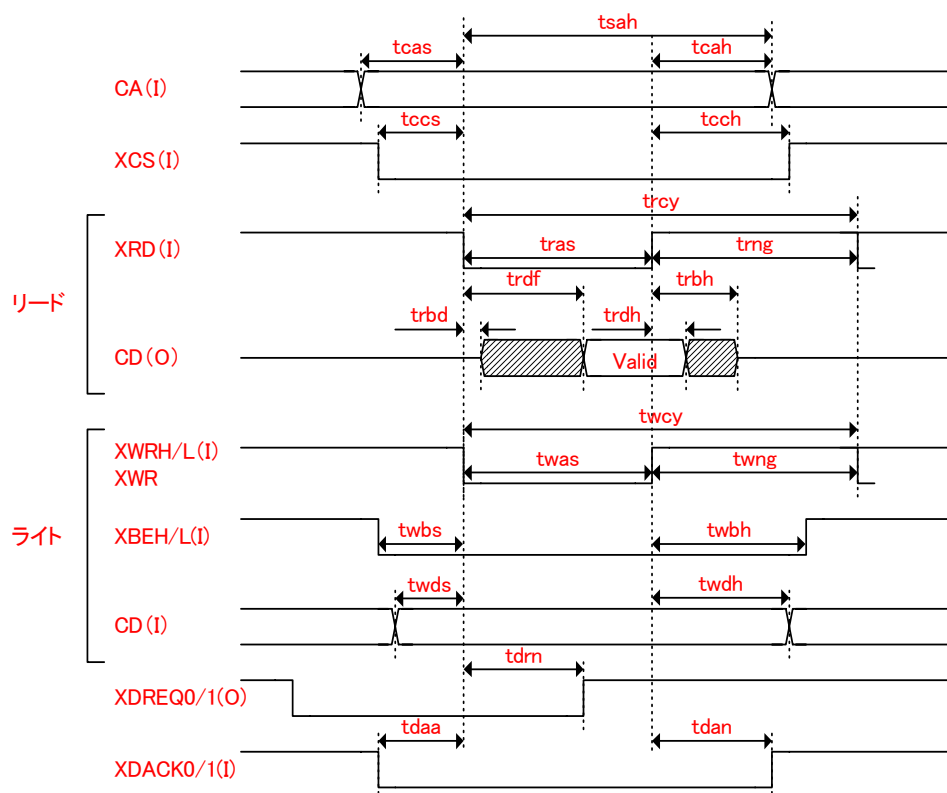 tsah
tcas
tcah
CA(I)
tccs
tcch
XCS(I)
trcy
XRD(I)
tras
trng
リード
trdf
trbh
trbd
trdh
CD(O)
Valid
twcy
XWRH/L(I)
XWR
twas
twng
ライト
XBEH/L(I)
twbs
twbh
twds
twdh
CD(I)
tdrn
XDREQ0/1(O)
tdaa
tdan
XDACK0/1(I)